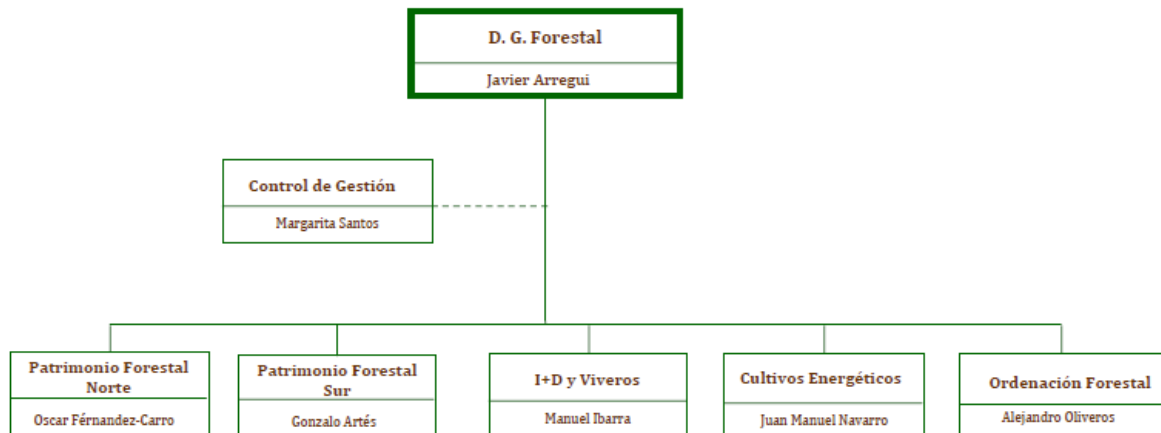 D. G. Forestal
Javier Arregui
Control de Gestión
Margarita Santos
Patrimonio Forestal
Norte
Oscar Férnandez-Carro
Patrimonio Forestal
Sur
Gonzalo Artés
I+D y Viveros
Manuel Ibarra
Cultivos Energéticos
Juan Manuel Navarro
Ordenación Forestal
Alejandro Oliveros